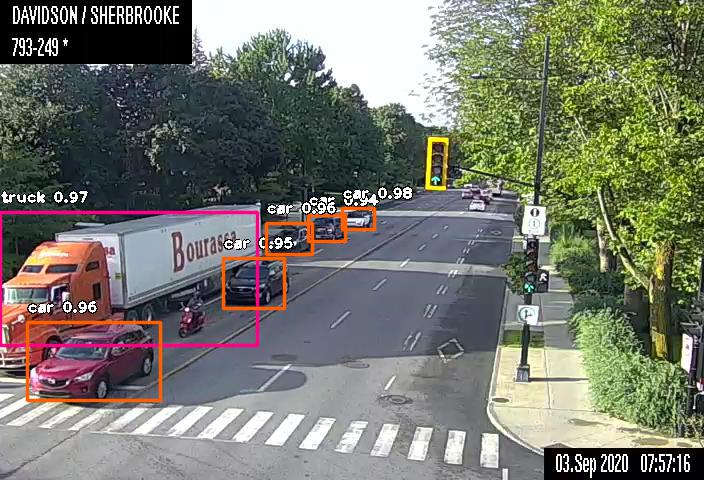 DAVIDSON / SHERBROOKE
793-249 *
truck 0.97
car 0.98
car 0.96
0.94
car 0.95
Bourassa
car 0.96
03.Sep 2020 07:57:16